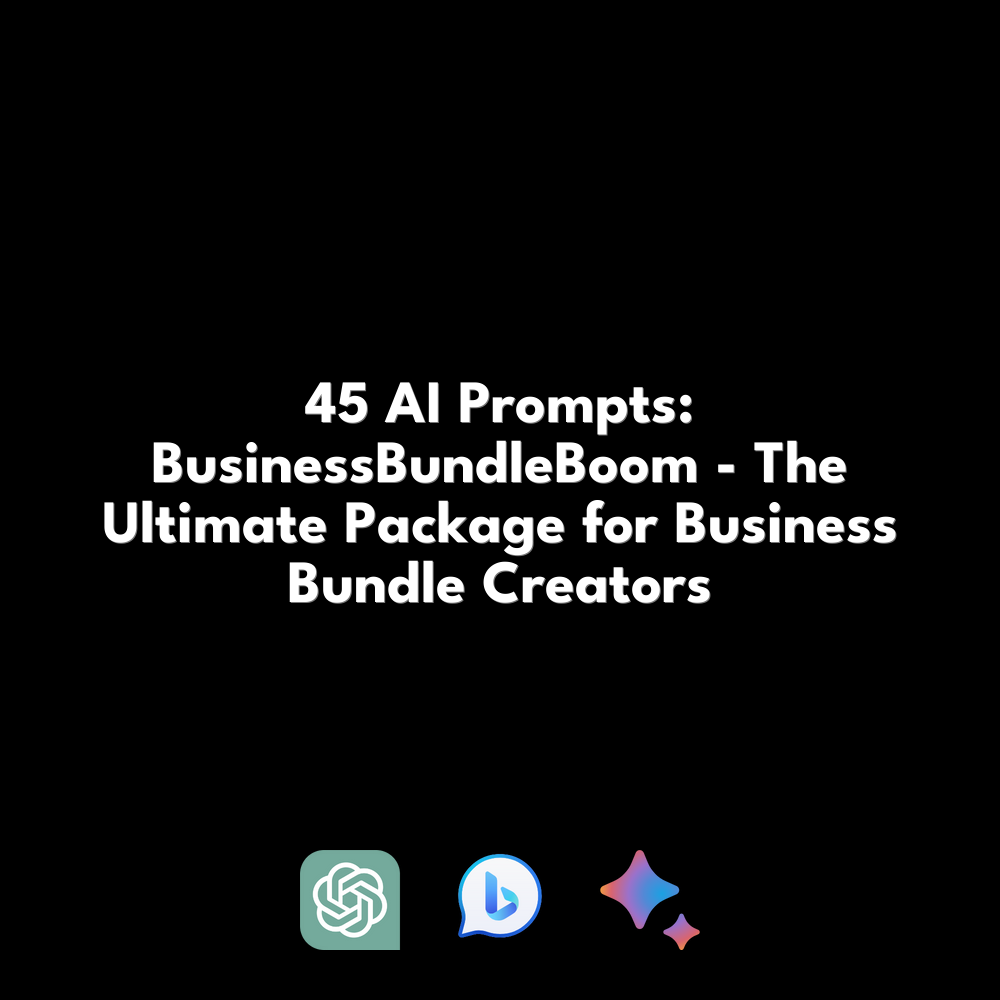 45 AI Prompts:
BusinessBundleBoom - The
Ultimate Package for Business
Bundle Creators